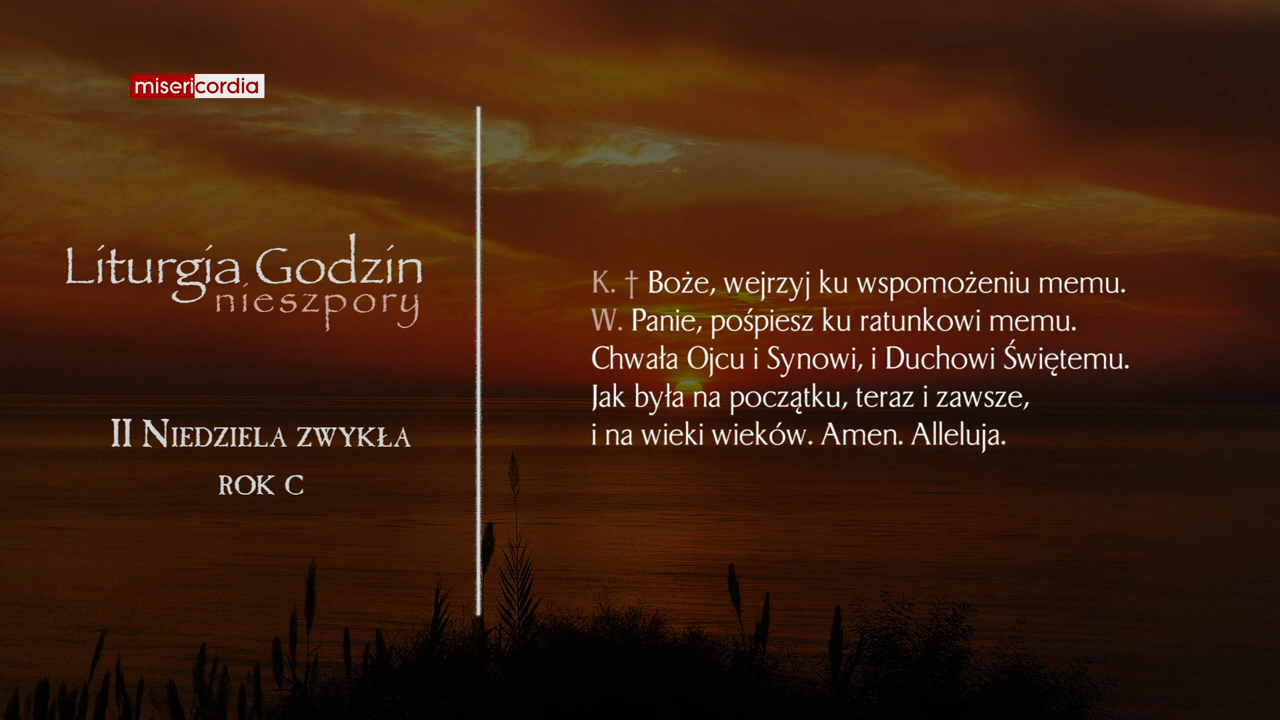 misericordia
Liturgia Godzin
nieszpory
II Niedziela zwykła
rok C
K. † Boże, wejrzyj ku wspomożeniu memu.
W. Panie, pośpiesz ku ratunkowi memu.
Chwała Ojcu i Synowi, i Duchowi Świętemu.
Jak była na początku, teraz i zawsze,
i na wieki wieków. Amen. Alleluja.